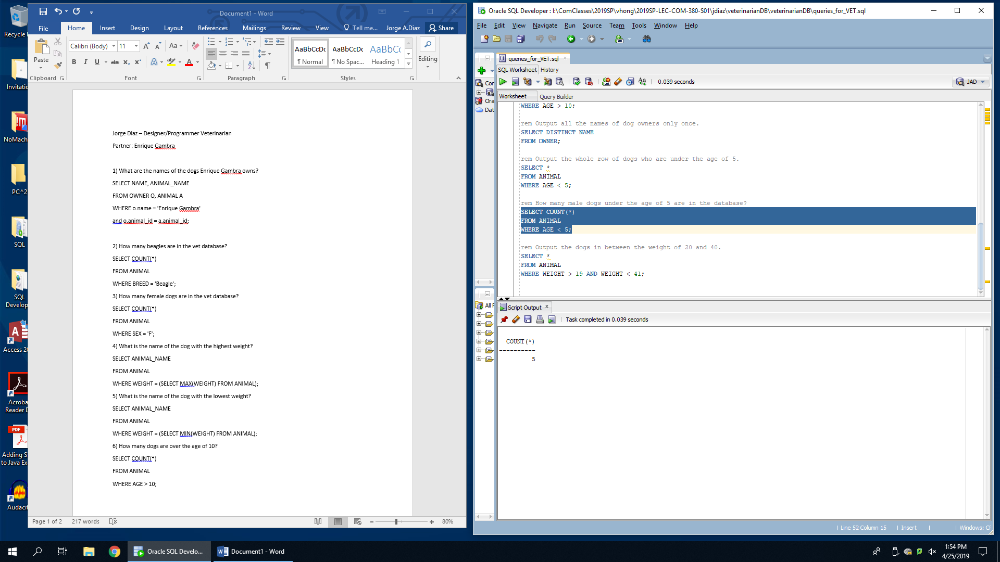 Recycle
Invitatio
NoMach
PC^2
SQL
SQL
Develop
Access 20
Acroba
Reader D
PDF
Adding S
to Java Ex
Audacit
Document1 - Word
File
Home
Insert
Design
Layout
References
Mailings
Review
View
Tell me...
Jorge A.Diaz
Share
Paste
Calibri (Body)
11
Aa
B I U abc x₂ x²
AaBbCcDc
¶ Normal
AaBbCcDc
¶ No Spac...
AaBbCc
Heading 1
Editing
Clipboard
Font
Paragraph
Styles
Jorge Diaz – Designer/Programmer Veterinarian
Partner: Enrique Gambra
1) What are the names of the dogs Enrique Gambra owns?
SELECT NAME, ANIMAL_NAME
FROM OWNER O, ANIMAL A
WHERE o.name = 'Enrique Gambra'
and o.animal_id = a.animal_id;
2) How many beagles are in the vet database?
SELECT COUNT(*)
FROM ANIMAL
WHERE BREED = 'Beagle';
3) How many female dogs are in the vet database?
SELECT COUNT(*)
FROM ANIMAL
WHERE SEX = 'F';
4) What is the name of the dog with the highest weight?
SELECT ANIMAL_NAME
FROM ANIMAL
WHERE WEIGHT = (SELECT MAX(WEIGHT) FROM ANIMAL);
5) What is the name of the dog with the lowest weight?
SELECT ANIMAL_NAME
FROM ANIMAL
WHERE WEIGHT = (SELECT MIN(WEIGHT) FROM ANIMAL);
6) How many dogs are over the age of 10?
SELECT COUNT(*)
FROM ANIMAL
WHERE AGE > 10;
Page 1 of 2
217 words
80%
Oracle SQL Developer : I:\ComClasses\2019SP\vhong\2019SP-LEC-COM-380-S01\jdiaz\veterinarianDB\veterinarianDB\queries_for_VET.sql
File Edit View Navigate Run Source Team Tools Window Help
queries_for_VET.sql
SQL Worksheet History
0.039 seconds
JAD
Con
Ora
Dat
All R
Worksheet Query Builder
WHERE AGE > 10;
rem Output all the names of dog owners only once.
SELECT DISTINCT NAME
FROM OWNER;
rem Output the whole row of dogs who are under the age of 5.
SELECT *
FROM ANIMAL
WHERE AGE < 5;
rem How many male dogs under the age of 5 are in the database?
SELECT COUNT(*)
FROM ANIMAL
WHERE AGE < 5;
rem Output the dogs in between the weight of 20 and 40.
SELECT *
FROM ANIMAL
WHERE WEIGHT > 19 AND WEIGHT < 41;
Script Output
Task completed in 0.039 seconds
COUNT(*)
----------
5
Line 52 Column 15
Insert
Windows: CF
Oracle SQL Develo...
Document1 - Word
1:54 PM
4/25/2019